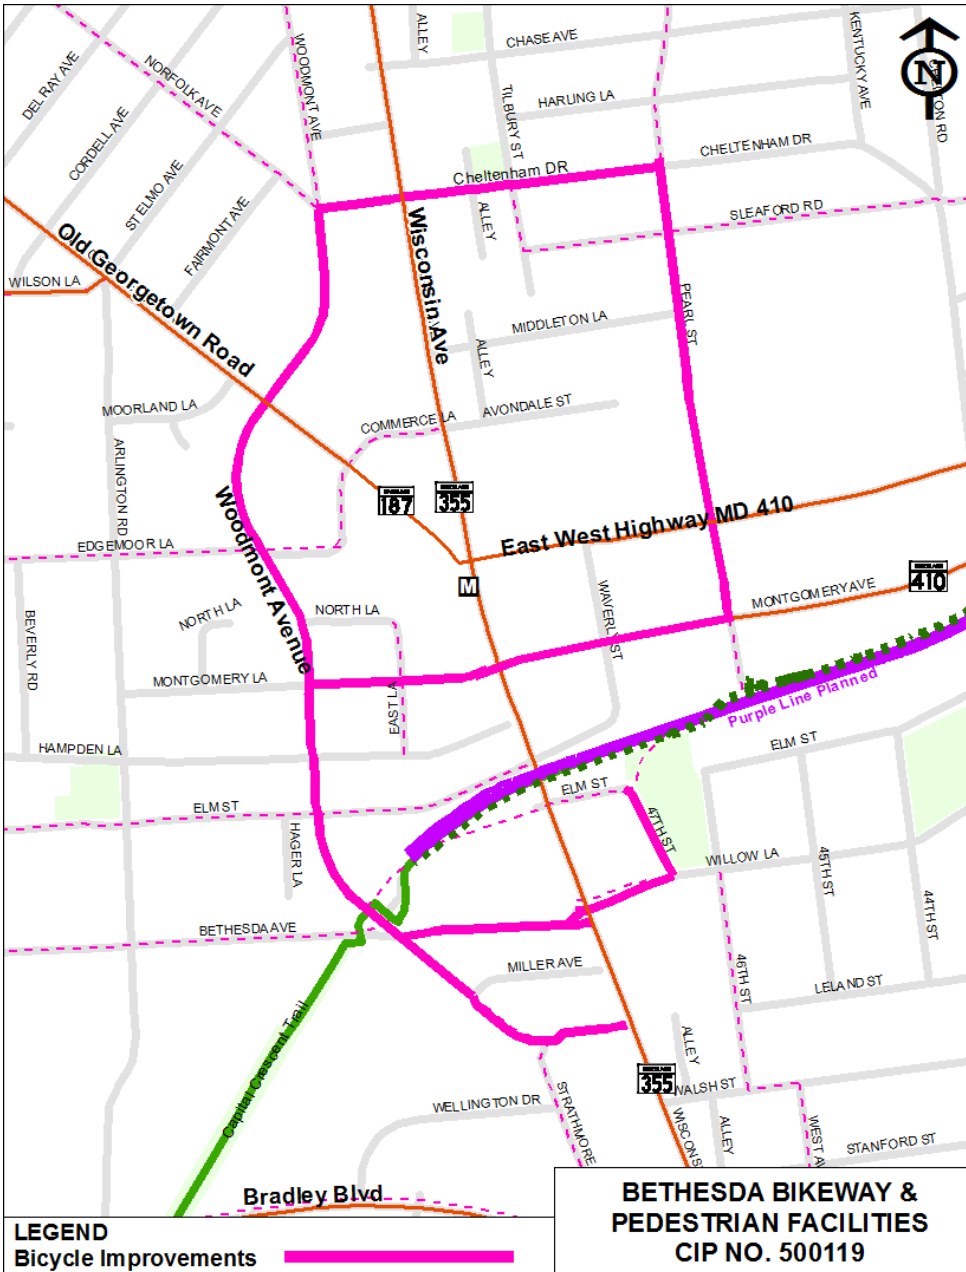 ALLEY
CHASE AVE
KENTUCKY AVE
N
DEL RAY AVE
NORFOLK AVE
WOODMONT AVE
TILBURY ST
HARLING LA
CORDELL AVE
CHELTENHAM DR
Cheltenham DR
ST ELMO AVE
FAIRMONT AVE
ALLEY
SLEAFORD RD
Old Georgetown Road
Wisconsin Ave
WILSON LA
PEARL ST
MIDDLETON LA
ALLEY
MOORLAND LA
COMMERCE LA
AVONDALE ST
ARLINGTON RD
187
355
Woodmont Avenue
East West Highway MD 410
EDGEMOOR LA
M
410
MONTGOMERY AVE
BEVERLY RD
NORTH LA
NORTH LA
WAVERLY ST
MONTGOMERY LA
EAST LA
Purple Line Planned
HAMPDEN LA
ELM ST
ELM ST
ELM ST
HAGER LA
47TH ST
WILLOW LA
45TH ST
44TH ST
BETHESDA AVE
MILLER AVE
46TH ST
LELAND ST
Capital Crescent Trail
ALLEY
355
WALSH ST
WELLINGTON DR
STRATHMORE
WISCONS
ALLEY
WEST AV
STANFORD ST
Bradley Blvd
BETHESDA BIKEWAY &
PEDESTRIAN FACILITIES
CIP NO. 500119
LEGEND
Bicycle Improvements